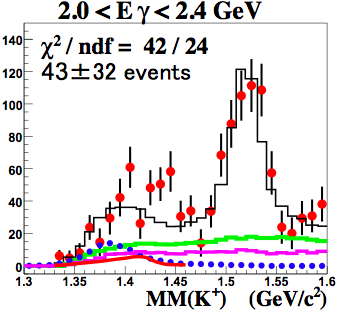 2.0 < E γ < 2.4 GeV
χ² / ndf = 42 / 24
43±32 events
140
120
100
80
60
40
20
0
1.3 1.35 1.4 1.45 1.5 1.55 1.6
MM(K⁺) (GeV/c²)